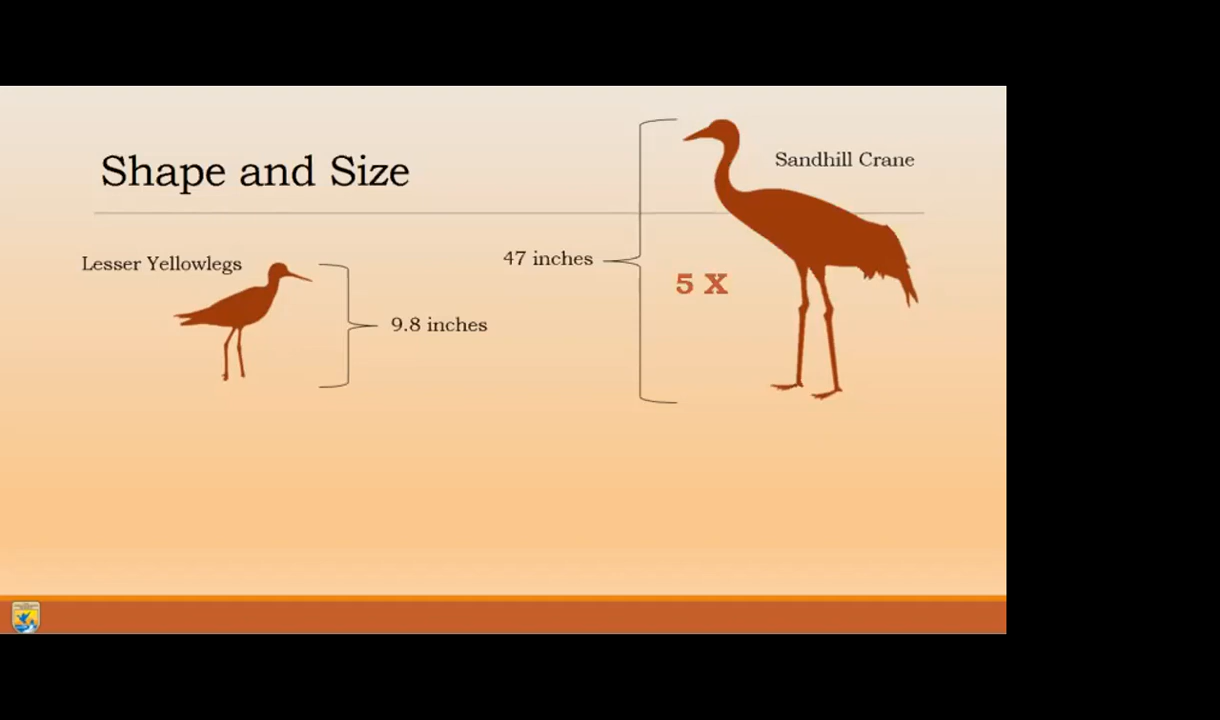 Shape and Size
Sandhill Crane
Lesser Yellowlegs
47 inches
5 X
9.8 inches